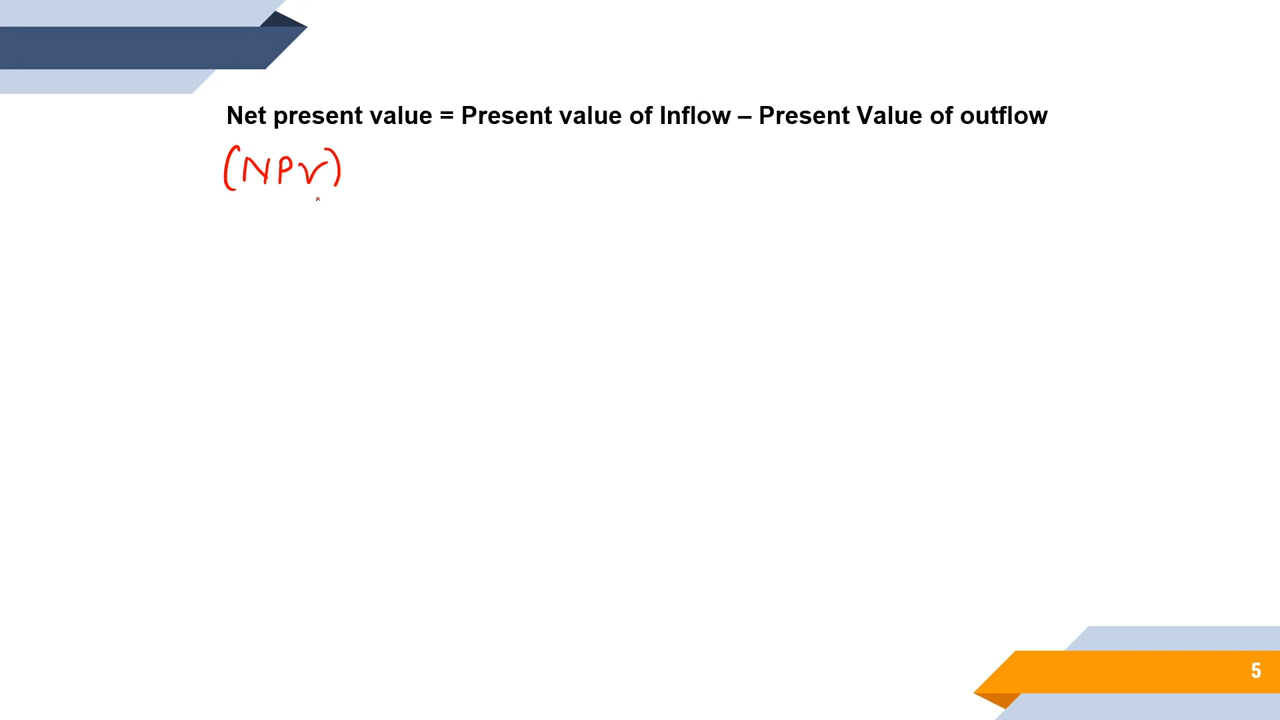 Net present value = Present value of Inflow – Present Value of outflow
(NPV)
5